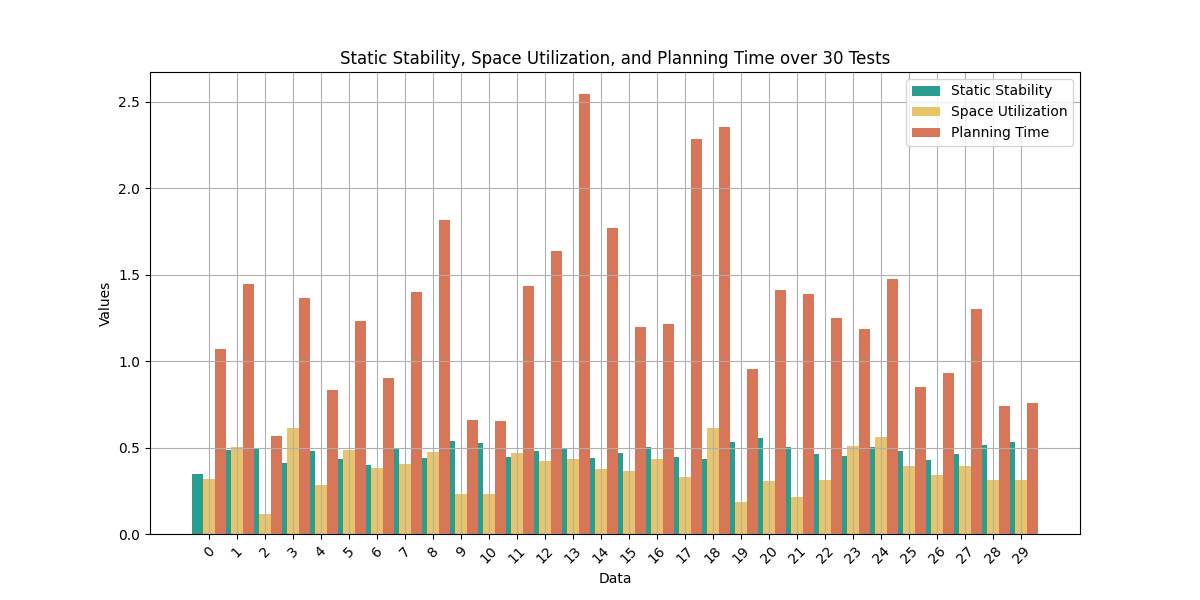 Static Stability, Space Utilization, and Planning Time over 30 Tests
Static Stability
Space Utilization
Planning Time
Values
2.5
2.0
1.5
1.0
0.5
0.0
0 1 2 3 4 5 6 7 8 9 10 11 12 13 14 15 16 17 18 19 20 21 22 23 24 25 26 27 28 29
Data